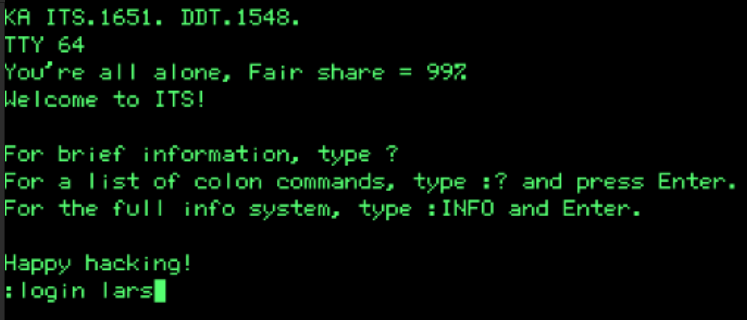 KA ITS.1651. DDT.1548.
TTY 64
You're all alone, Fair share = 99%
Welcome to ITS!
For brief information, type ?
For a list of colon commands, type :? and press Enter.
For the full info system, type :INFO and Enter.
Happy hacking!
:login lars